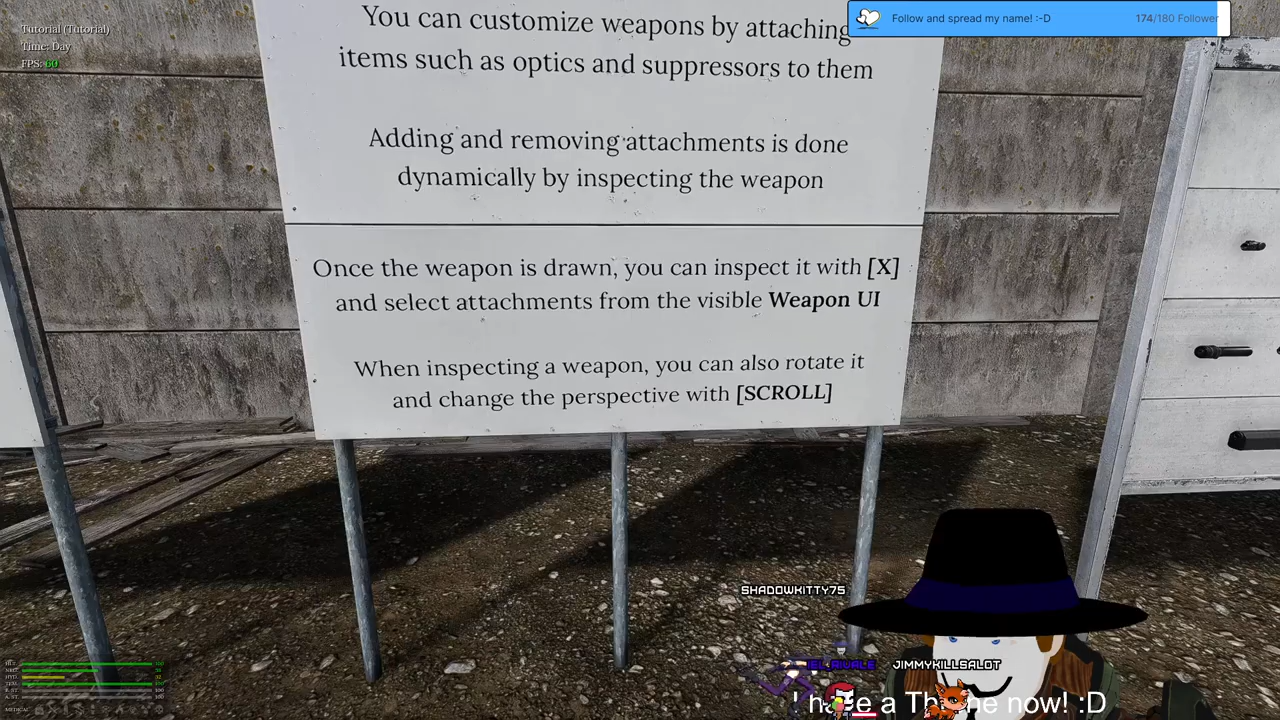 Tutorial (Tutorial)
Time: Day
FPS: 60
Follow and spread my name! :-D
174/180 Follower
You can customize weapons by attaching
items such as optics and suppressors to them
Adding and removing attachments is done
dynamically by inspecting the weapon
Once the weapon is drawn, you can inspect it with [X]
and select attachments from the visible Weapon UI
When inspecting a weapon, you can also rotate it
and change the perspective with [SCROLL]
SHADOWKITTY75
JIMMYKILLSALOT
now! :D
MEDICAL